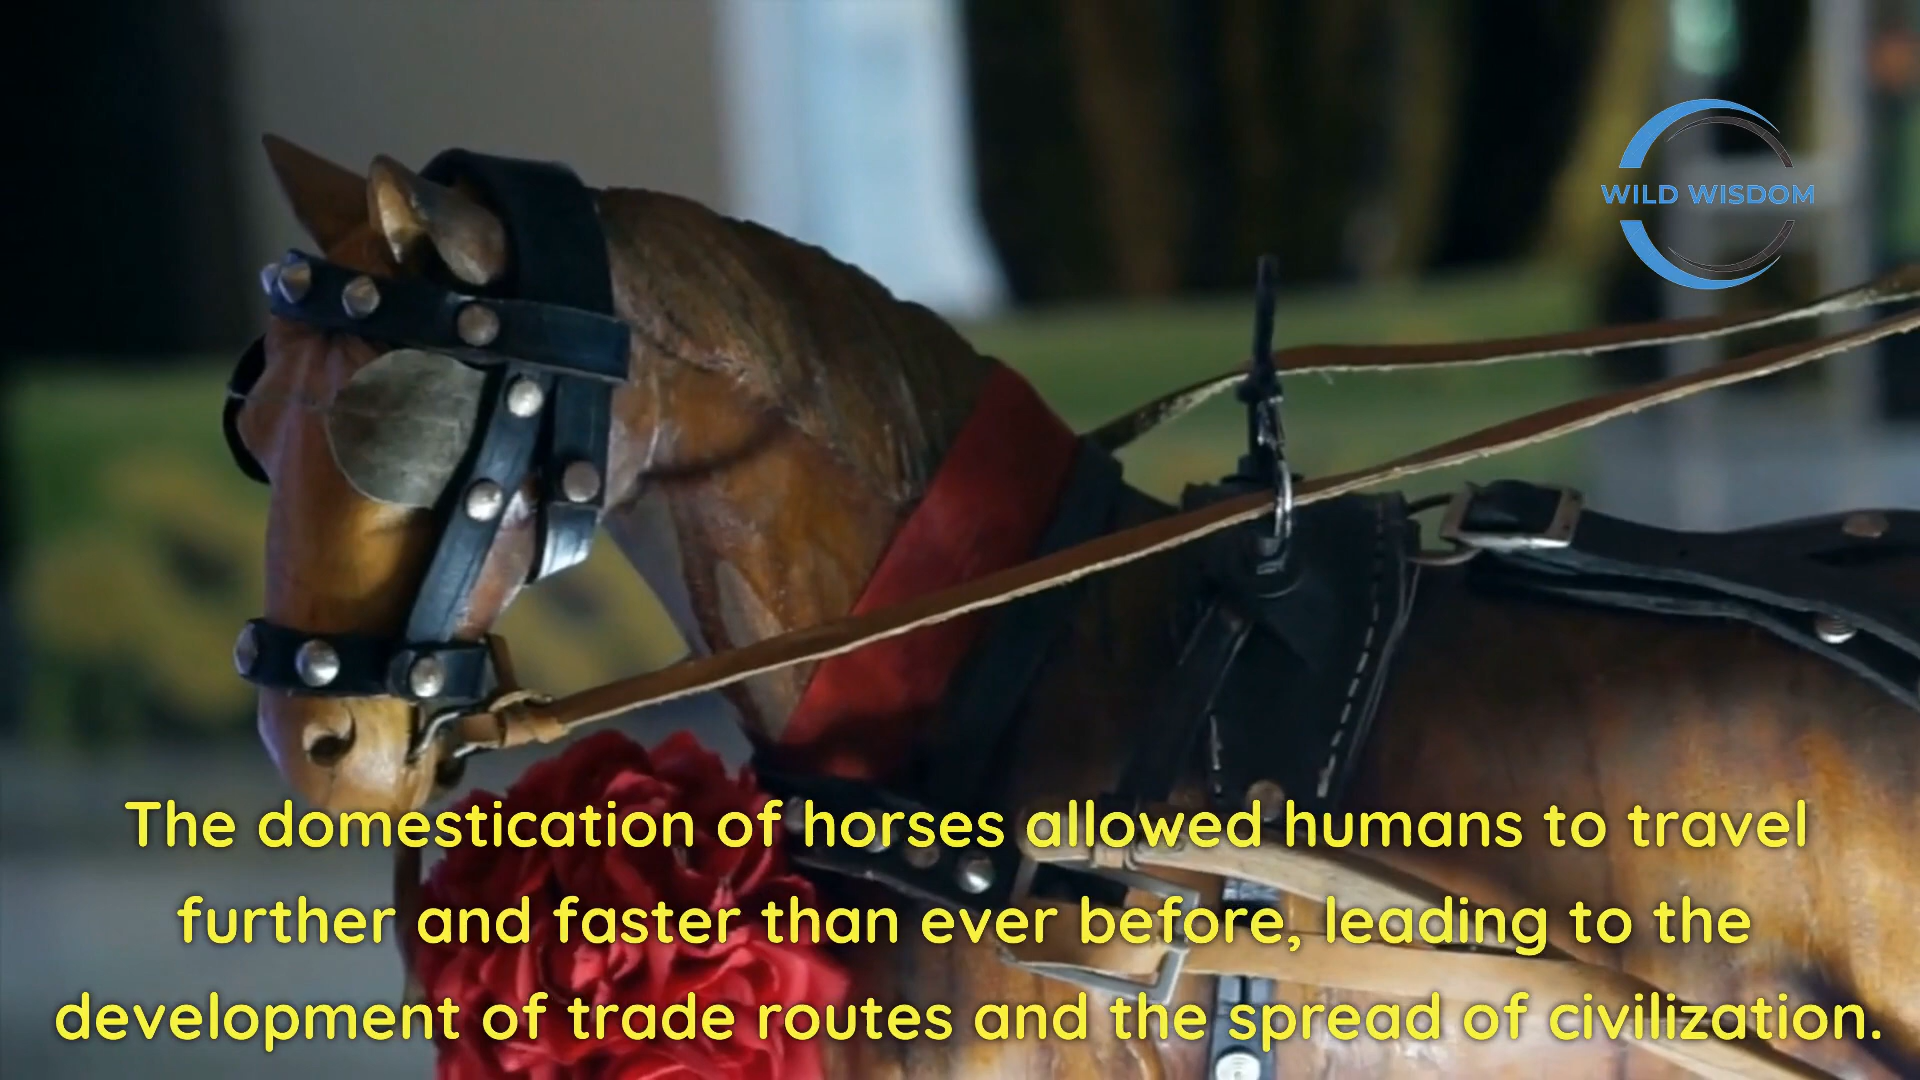 WILD WISDOM
The domestication of horses allowed humans to travel
further and faster than ever before, leading to the
development of trade routes and the spread of civilization.